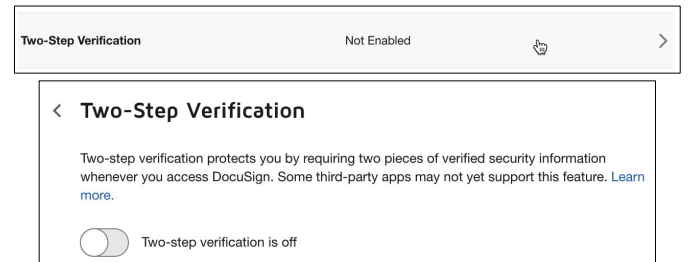 Two-Step Verification Not Enabled
Two-Step Verification
Two-step verification protects you by requiring two pieces of verified security information
whenever you access DocuSign. Some third-party apps may not yet support this feature. Learn
more.
Two-step verification is off